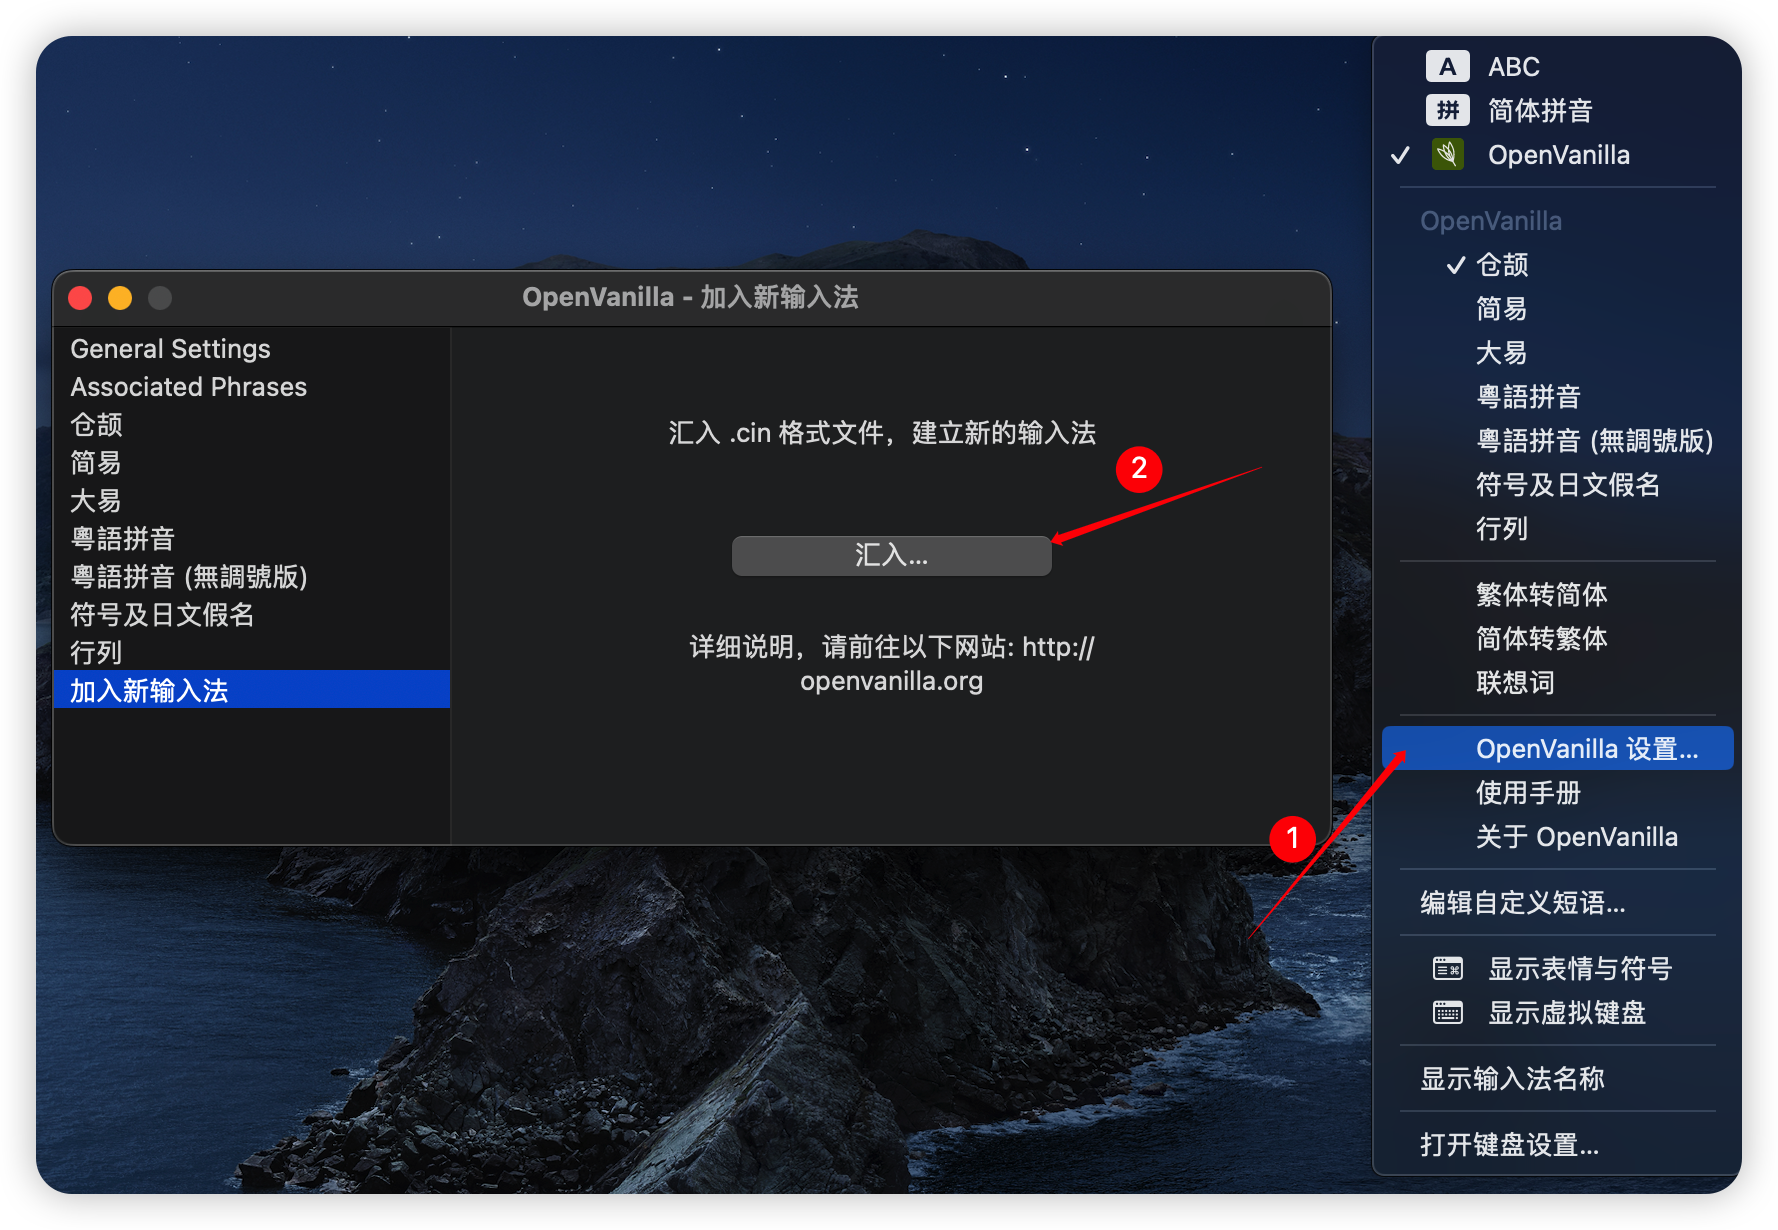 OpenVanilla - 加入新输入法
General Settings
Associated Phrases
仓颉
简易
大易
粵語拼音
粵語拼音 (無調號版)
符号及日文假名
行列
加入新输入法
汇入 .cin 格式文件，建立新的输入法
2
汇入...
详细说明，请前往以下网站: http://
openvanilla.org
1
A ABC
拼 简体拼音
✓ OpenVanilla
OpenVanilla
✓ 仓颉
简易
大易
粵語拼音
粵語拼音 (無調號版)
符号及日文假名
行列
繁体转简体
简体转繁体
联想词
OpenVanilla 设置...
使用手册
关于 OpenVanilla
编辑自定义短语...
显示表情与符号
显示虚拟键盘
显示输入法名称
打开键盘设置...